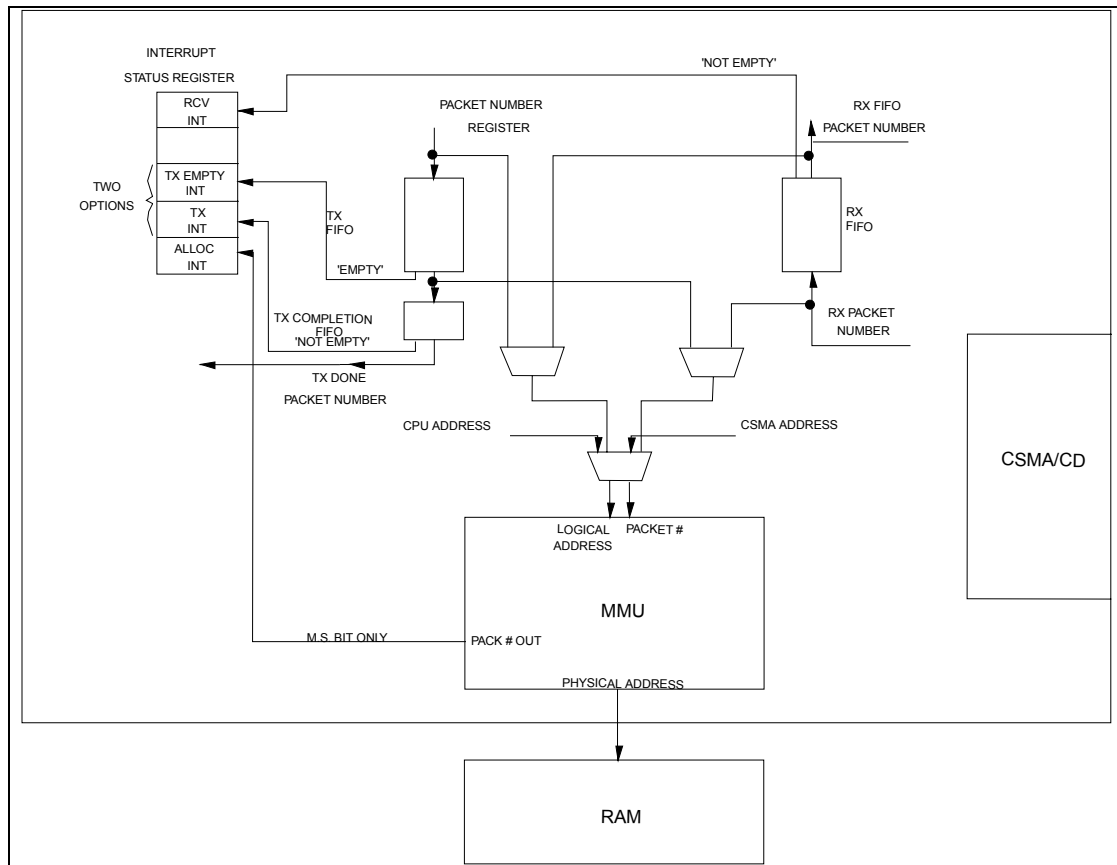 INTERRUPT
STATUS REGISTER
RCV
INT
TX EMPTY
INT
TX
INT
ALLOC
INT
TWO
OPTIONS
'NOT EMPTY'
PACKET NUMBER
REGISTER
RX FIFO
PACKET NUMBER
TX
FIFO
RX
FIFO
'EMPTY'
TX COMPLETION
FIFO
'NOT EMPTY'
RX PACKET
NUMBER
TX DONE
PACKET NUMBER
CPU ADDRESS
CSMA ADDRESS
CSMA/CD
LOGICAL
ADDRESS
PACKET #
MMU
M.S. BIT ONLY
PACK # OUT
PHYSICAL ADDRESS
RAM